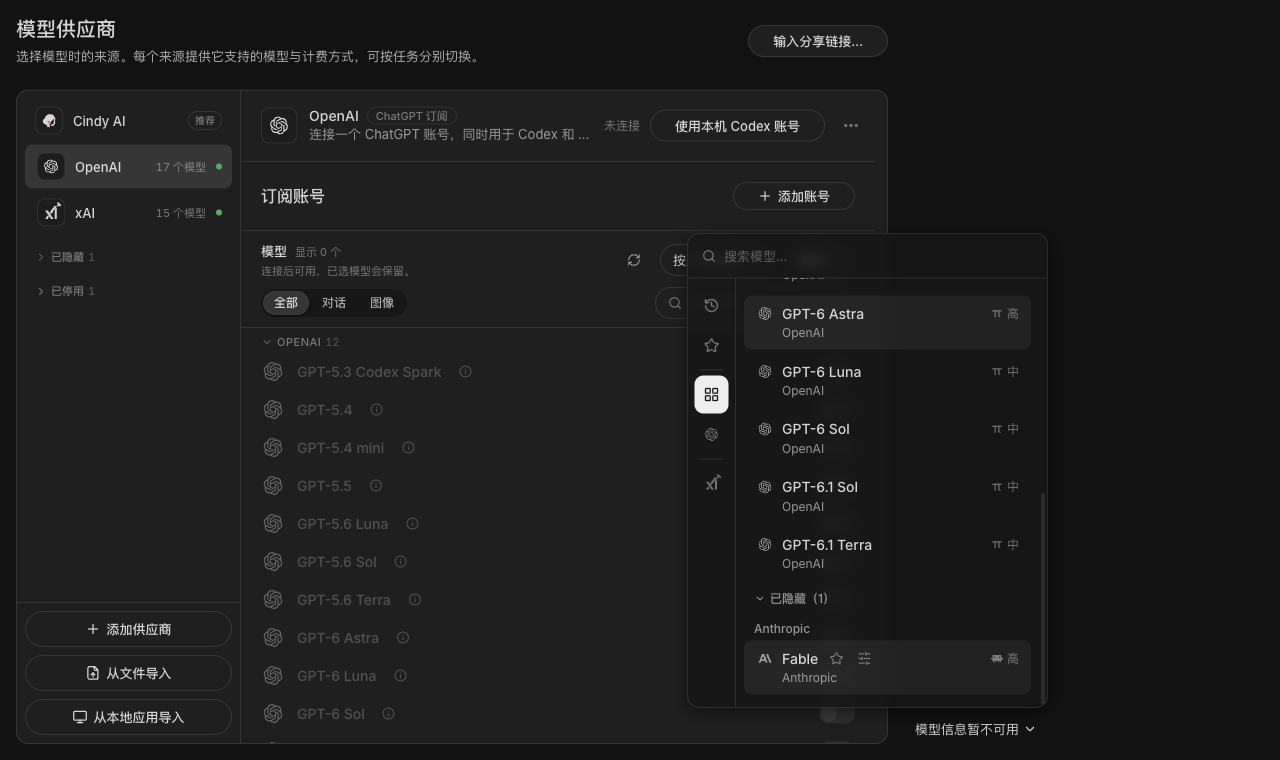 模型供应商
选择模型时的来源。每个来源提供它支持的模型与计费方式，可按任务分别切换。
输入分享链接...
Cindy AI
推荐
OpenAI
17 个模型
xAI
15 个模型
已隐藏 1
已停用 1
添加供应商
从文件导入
从本地应用导入
OpenAI
ChatGPT 订阅
连接一个 ChatGPT 账号，同时用于 Codex 和 ...
未连接
使用本机 Codex 账号
订阅账号
添加账号
模型
显示 0 个
连接后可用，已选模型会保留。
按
全部
对话
图像
OPENAI 12
GPT-5.3 Codex Spark
GPT-5.4
GPT-5.4 mini
GPT-5.5
GPT-5.6 Luna
GPT-5.6 Sol
GPT-5.6 Terra
GPT-6 Astra
GPT-6 Luna
GPT-6 Sol
搜索模型...
OpenAI
GPT-6 Astra
π 高
OpenAI
GPT-6 Luna
π 中
OpenAI
GPT-6 Sol
π 中
OpenAI
GPT-6.1 Sol
π 中
OpenAI
GPT-6.1 Terra
π 中
OpenAI
已隐藏（1）
Anthropic
Fable
高
Anthropic
模型信息暂不可用